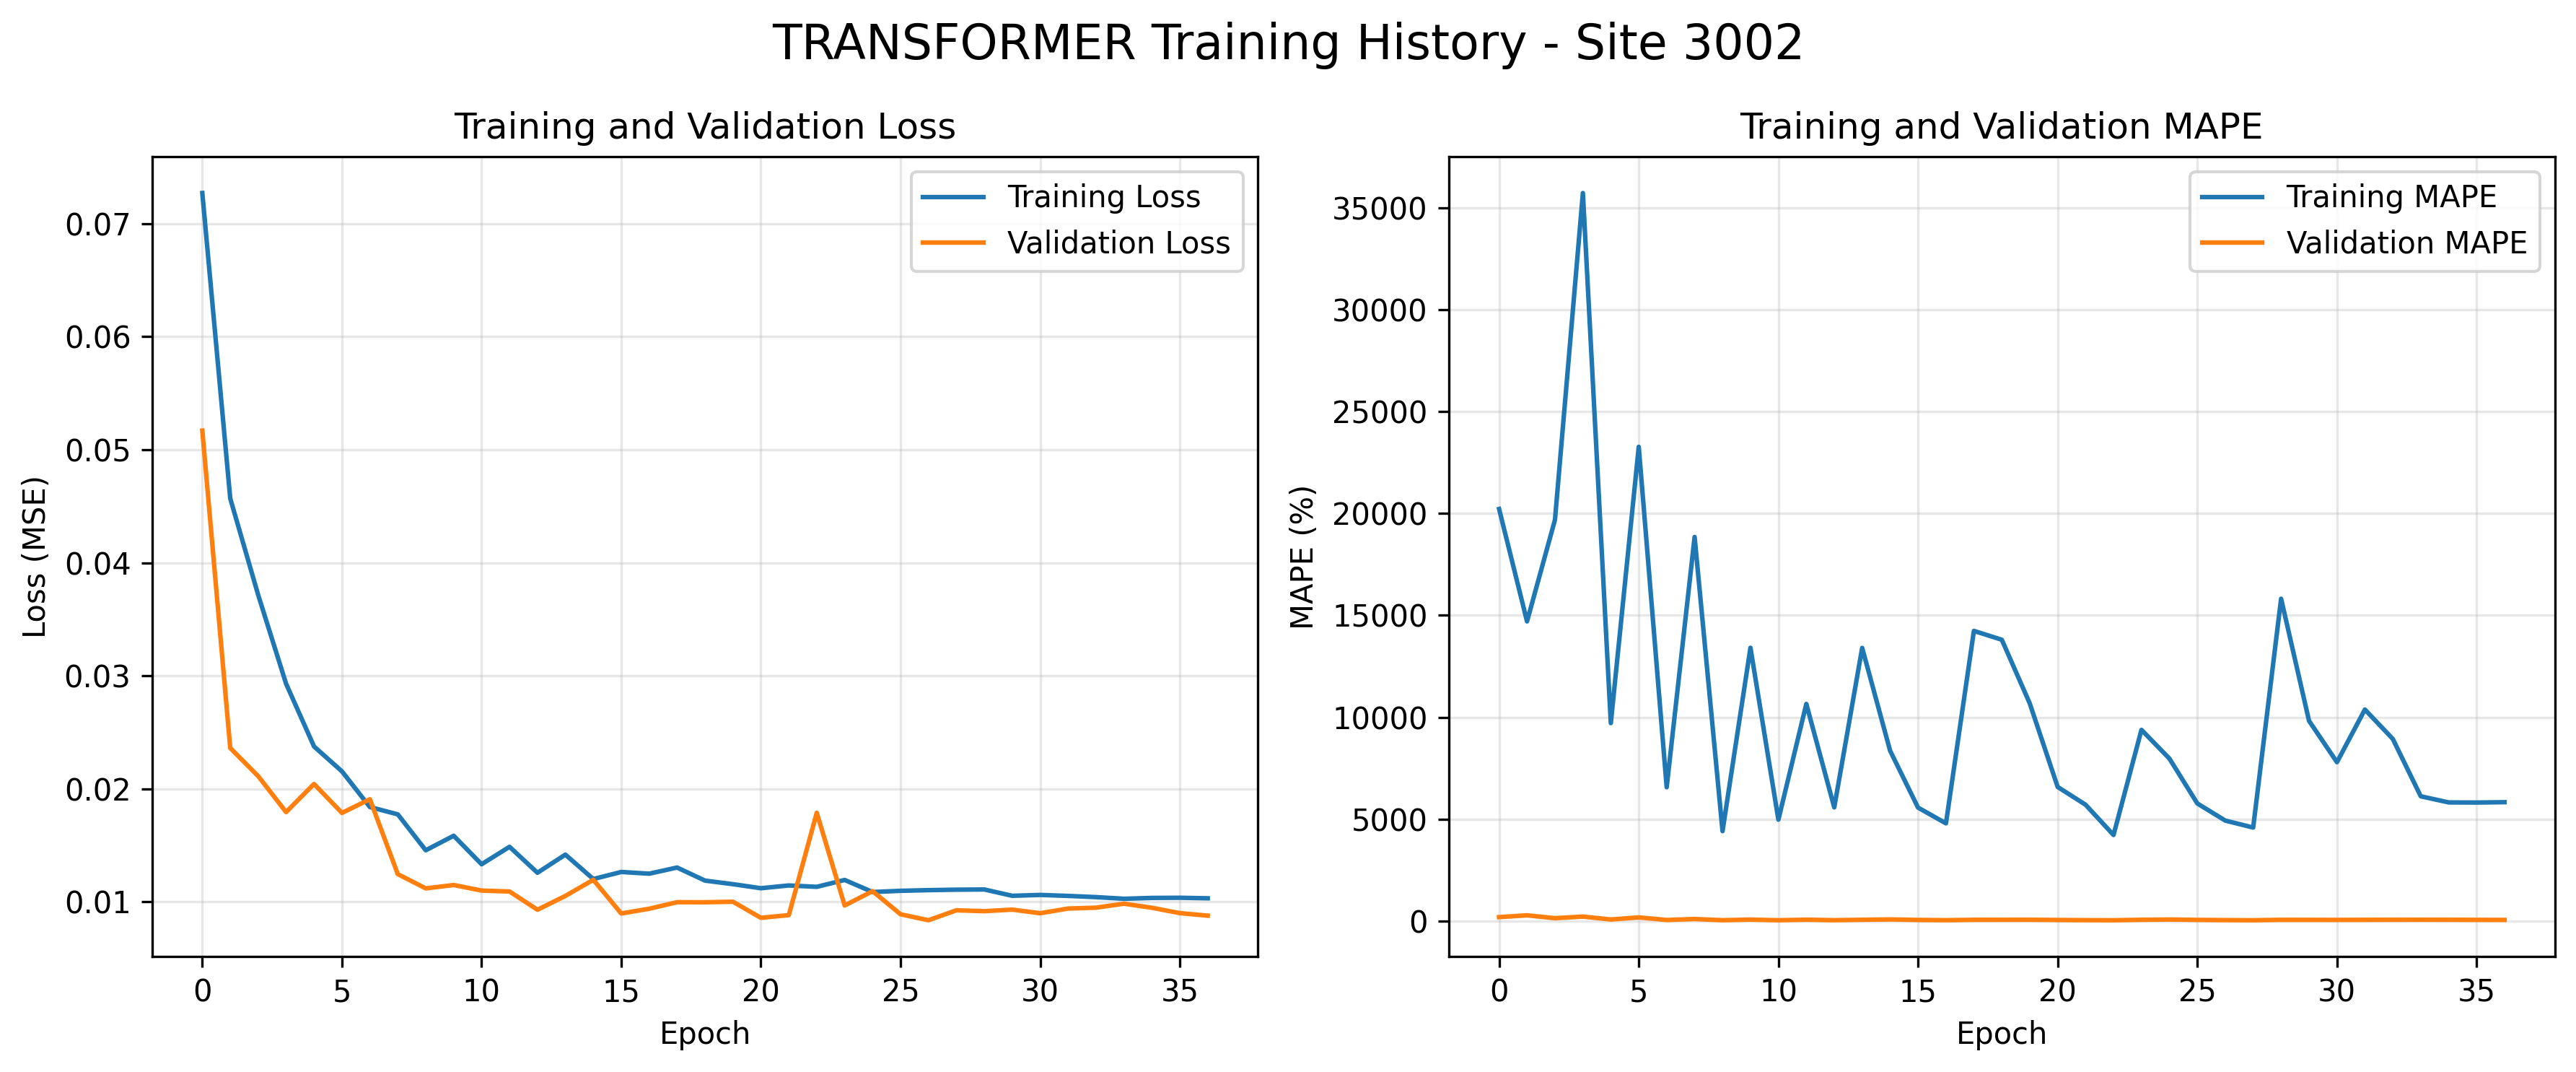 TRANSFORMER Training History - Site 3002
Training and Validation Loss
Training Loss
Validation Loss
0.07
0.06
0.05
0.04
0.03
0.02
0.01
Loss (MSE)
0 5 10 15 20 25 30 35
Epoch
Training and Validation MAPE
Training MAPE
Validation MAPE
35000
30000
25000
20000
15000
10000
5000
0
MAPE (%)
0 5 10 15 20 25 30 35
Epoch